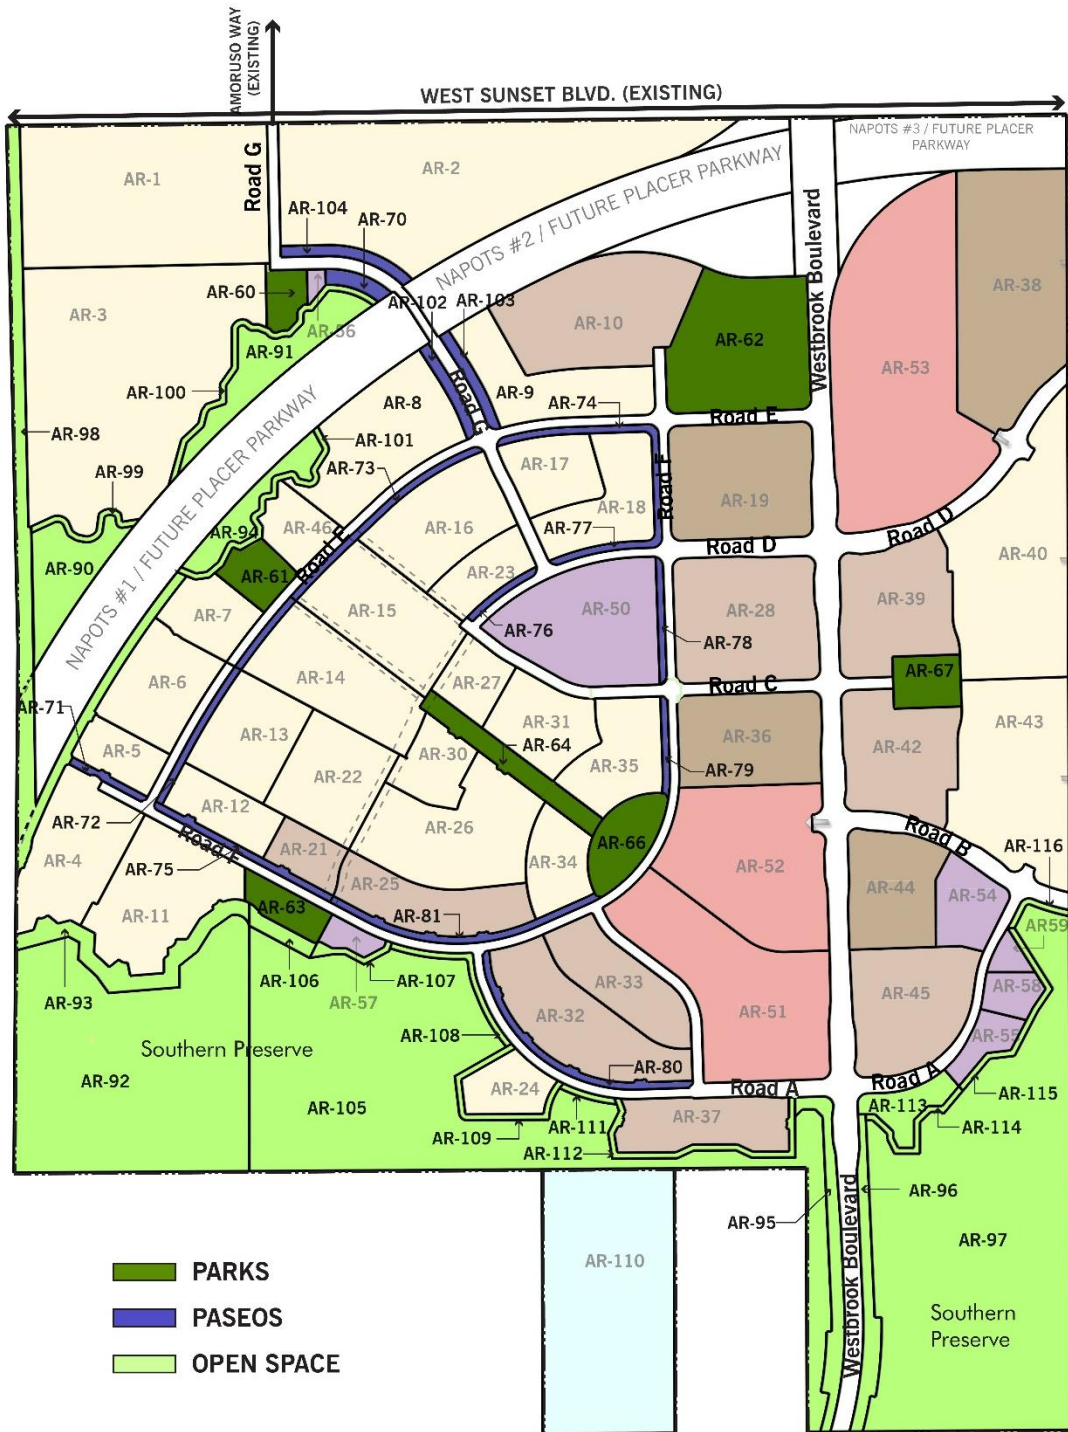 AMORUSO WAY
(EXISTING)
WEST SUNSET BLVD. (EXISTING)
NAPOTS #3 / FUTURE PLACER
PARKWAY
AR-1
Road G
AR-2
NAPOTS #2 / FUTURE PLACER PARKWAY
Westbrook Boulevard
AR-104
AR-70
AR-3
AR-60
AR-56
AR-102
AR-103
AR-38
AR-10
AR-62
AR-53
AR-91
AR-100
AR-8
AR-9
AR-74
Road G
Road E
AR-98
AR-101
AR-99
AR-73
AR-17
Road F
AR-19
AR-18
AR-46
AR-16
AR-77
AR-94
Road E
Road D
Road D
AR-40
AR-90
AR-61
AR-23
NAPOTS #1 / FUTURE PLACER PARKWAY
AR-7
AR-15
AR-50
AR-76
AR-78
AR-28
AR-39
AR-6
AR-14
AR-27
Road C
AR-67
AR-71
AR-5
AR-13
AR-31
AR-64
AR-30
AR-36
AR-42
AR-43
AR-22
AR-35
AR-79
AR-12
AR-72
AR-26
Road F
AR-66
Road B
AR-116
AR-4
AR-75
AR-21
AR-34
AR-52
AR-25
AR-44
AR-54
AR-11
AR-63
AR-81
AR59
AR-106
AR-107
AR-33
AR-45
AR-58
AR-93
AR-57
AR-32
AR-51
AR-108
AR-55
Southern Preserve
AR-92
AR-80
Road A
Road A
AR-24
AR-105
AR-113
AR-115
AR-37
AR-111
AR-114
AR-109
AR-112
AR-96
AR-95
Westbrook Boulevard
AR-97
AR-110
PARKS
PASEOS
OPEN SPACE
Southern
Preserve